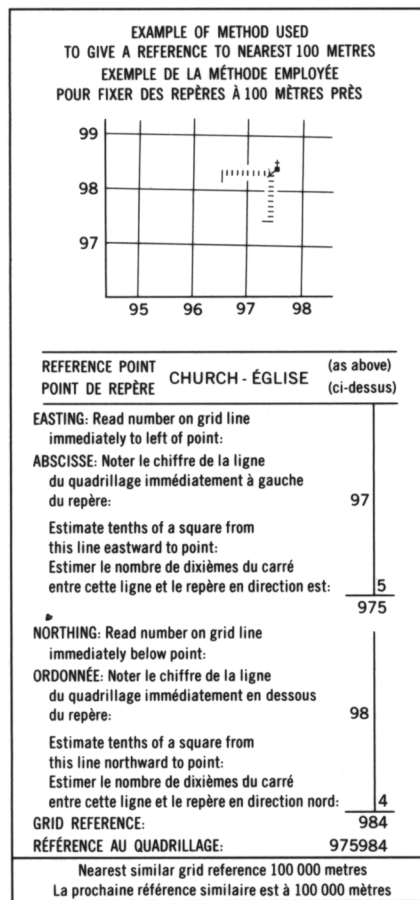 EXAMPLE OF METHOD USED
TO GIVE A REFERENCE TO NEAREST 100 METRES
EXEMPLE DE LA MÉTHODE EMPLOYÉE
POUR FIXER DES REPÈRES À 100 MÈTRES PRÈS
99
98
97
95 96 97 98
REFERENCE POINT
POINT DE REPÈRE
CHURCH - ÉGLISE
(as above)
(ci-dessus)
EASTING: Read number on grid line
immediately to left of point:
ABSCISSE: Noter le chiffre de la ligne
du quadrillage immédiatement à gauche
du repère: 97
Estimate tenths of a square from
this line eastward to point:
Estimer le nombre de dixièmes du carré
entre cette ligne et le repère en direction est: 5
975
NORTHING: Read number on grid line
immediately below point:
ORDONNÉE: Noter le chiffre de la ligne
du quadrillage immédiatement en dessous
du repère: 98
Estimate tenths of a square from
this line northward to point:
Estimer le nombre de dixièmes du carré
entre cette ligne et le repère en direction nord: 4
GRID REFERENCE: 984
RÉFÉRENCE AU QUADRILLAGE: 975984
Nearest similar grid reference 100 000 metres
La prochaine référence similaire est à 100 000 mètres